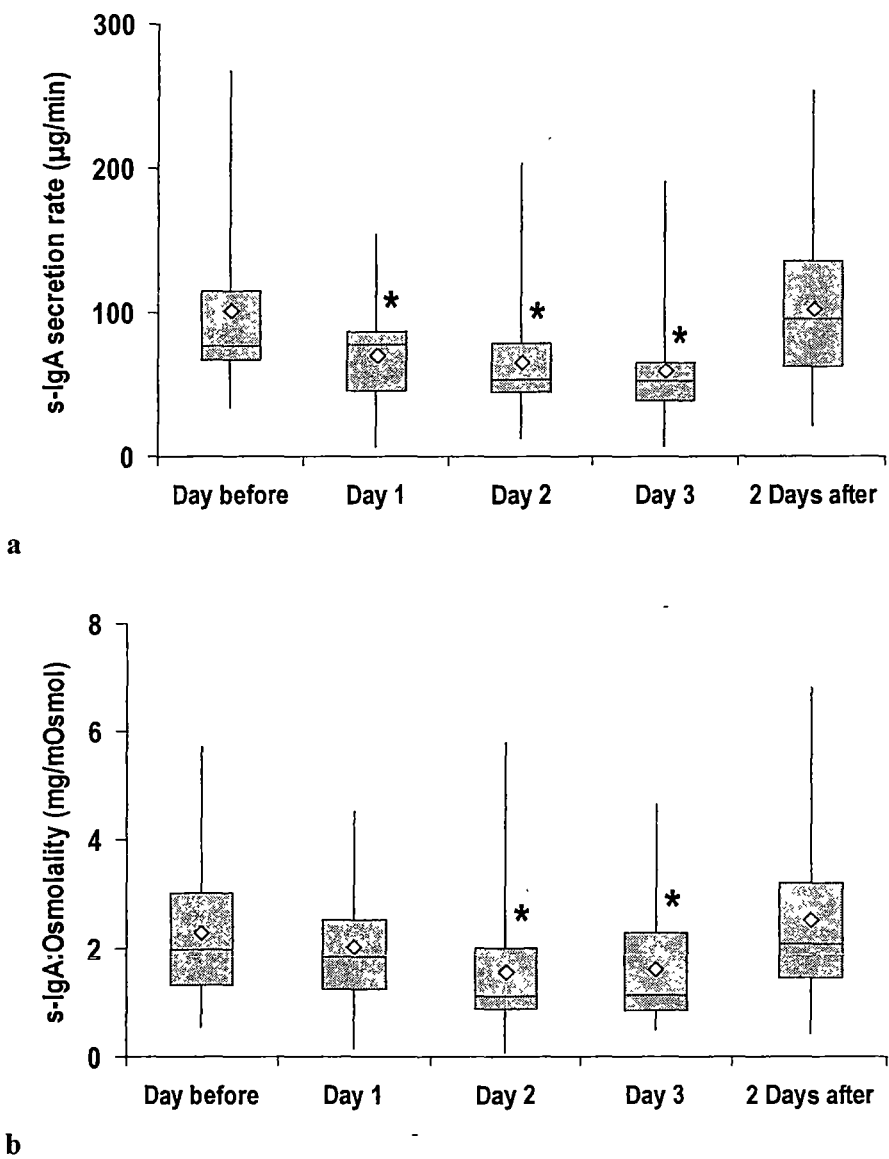 300
200
100
0
s-IgA secretion rate (µg/min)
* * *
Day before Day 1 Day 2 Day 3 2 Days after
a
8
6
4
2
0
s-IgA:Osmolality (mg/mOsmol)
* *
Day before Day 1 Day 2 Day 3 2 Days after
b